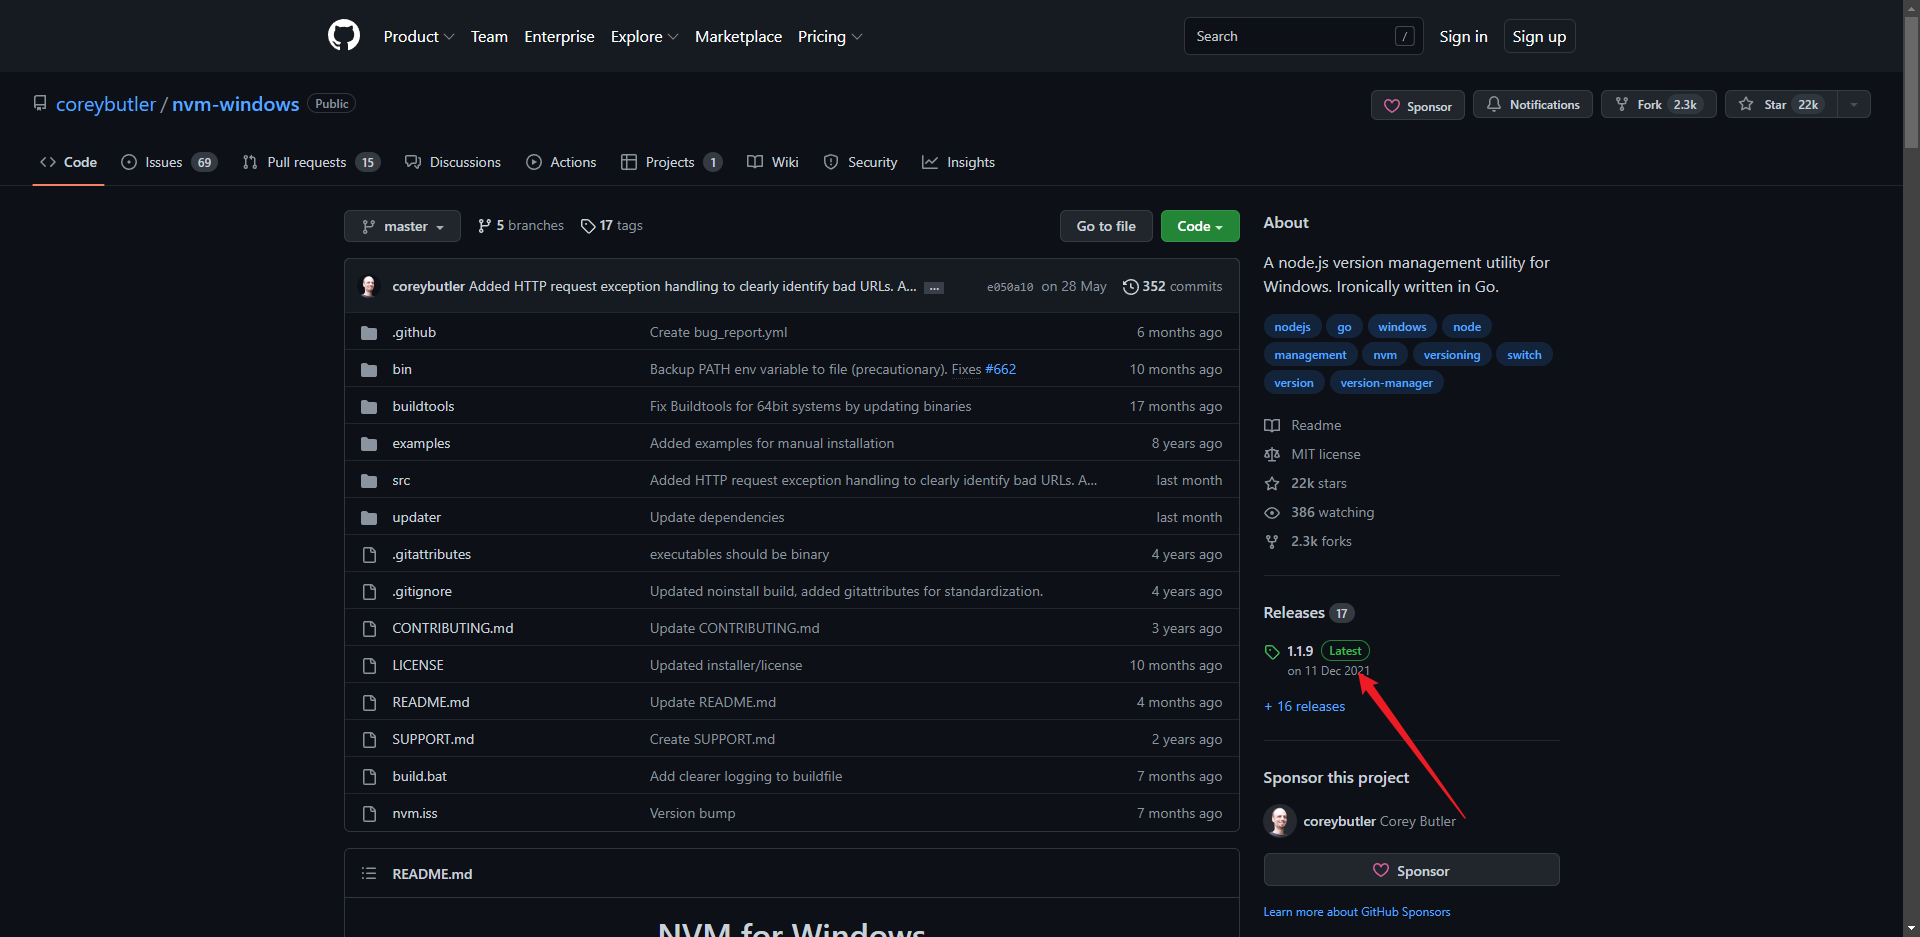 Product Team Enterprise Explore Marketplace Pricing Search / Sign in Sign up
coreybutler / nvm-windows Public Sponsor Notifications Fork 2.3k Star 22k
Code Issues 69 Pull requests 15 Discussions Actions Projects 1 Wiki Security Insights
master 5 branches 17 tags Go to file Code
coreybutler Added HTTP request exception handling to clearly identify bad URLs. A... ... e050a10 on 28 May 352 commits
.github Create bug_report.yml 6 months ago
bin Backup PATH env variable to file (precautionary). Fixes #662 10 months ago
buildtools Fix Buildtools for 64bit systems by updating binaries 17 months ago
examples Added examples for manual installation 8 years ago
src Added HTTP request exception handling to clearly identify bad URLs. A... last month
updater Update dependencies last month
.gitattributes executables should be binary 4 years ago
.gitignore Updated noinstall build, added gitattributes for standardization. 4 years ago
CONTRIBUTING.md Update CONTRIBUTING.md 3 years ago
LICENSE Updated installer/license 10 months ago
README.md Update README.md 4 months ago
SUPPORT.md Create SUPPORT.md 2 years ago
build.bat Add clearer logging to buildfile 7 months ago
nvm.iss Version bump 7 months ago
README.md
NVM for Windows
About
A node.js version management utility for
Windows. Ironically written in Go.
nodejs go windows node
management nvm versioning switch
version version-manager
Readme
MIT license
22k stars
386 watching
2.3k forks
Releases 17
1.1.9 Latest
on 11 Dec 2021
+ 16 releases
Sponsor this project
coreybutler Corey Butler
Sponsor
Learn more about GitHub Sponsors